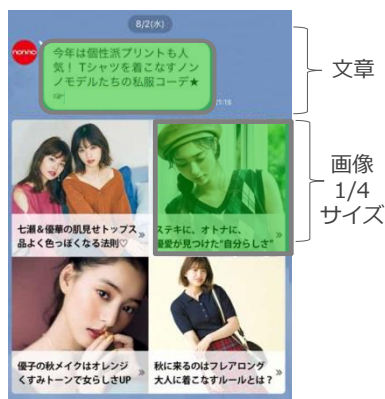 8/2(水)
non-no
今年は個性派プリントも人
気！ Tシャツを着こなすノン
ノモデルたちの私服コーデ★
文章
七瀬＆優華の肌見せトップス
品よく色っぽくなる法則♡
ステキに、オトナに、
優愛が見つけた"自分らしさ"
画像
1/4
サイズ
優子の秋メイクはオレンジ
くすみトーンで女らしさUP
秋に来るのはフレアロング
大人に着こなすルールとは？